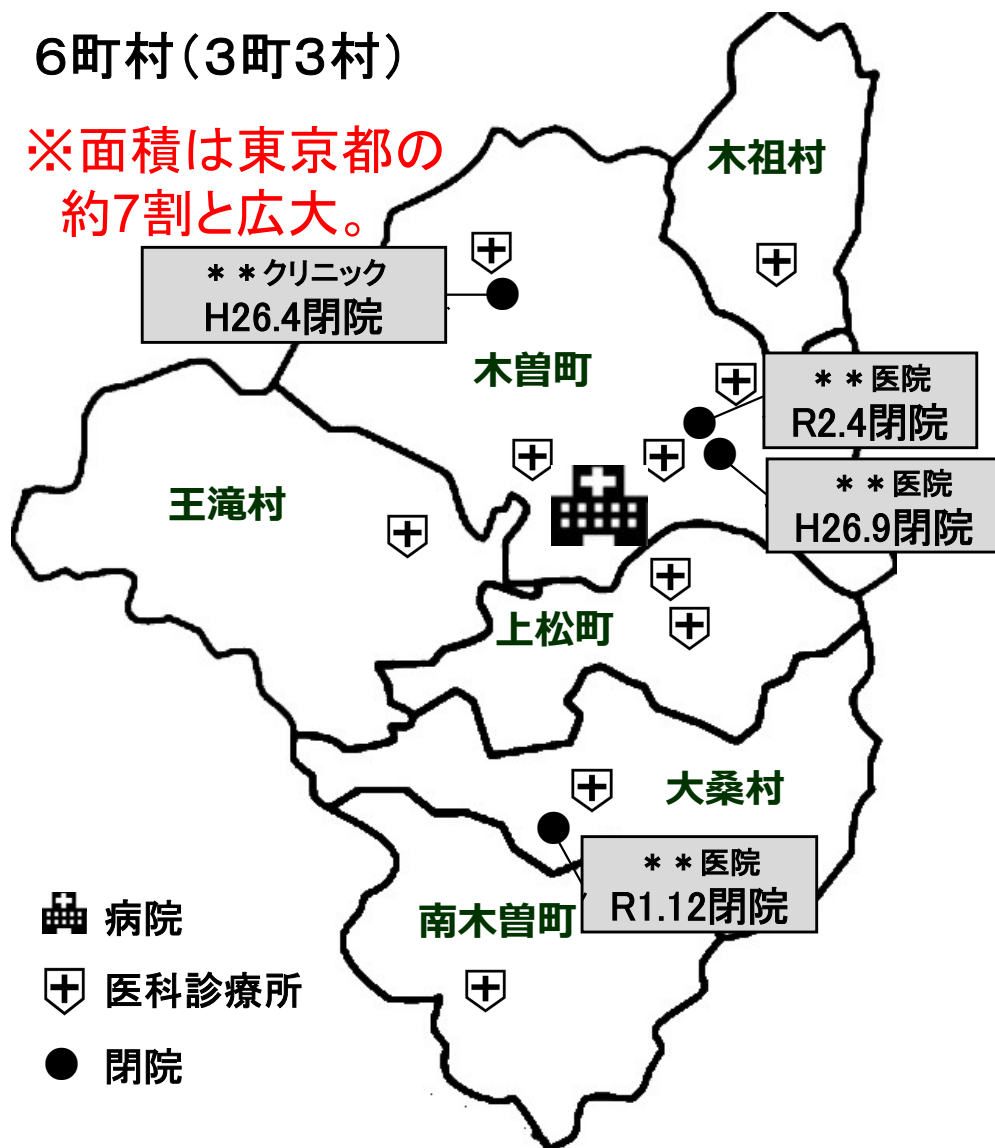 6町村(3町3村)
※面積は東京都の
約7割と広大。
木祖村
**クリニック
H26.4閉院
木曽町
**医院
R2.4閉院
**医院
H26.9閉院
王滝村
上松町
大桑村
**医院
R1.12閉院
南木曽町
病院
医科診療所
閉院